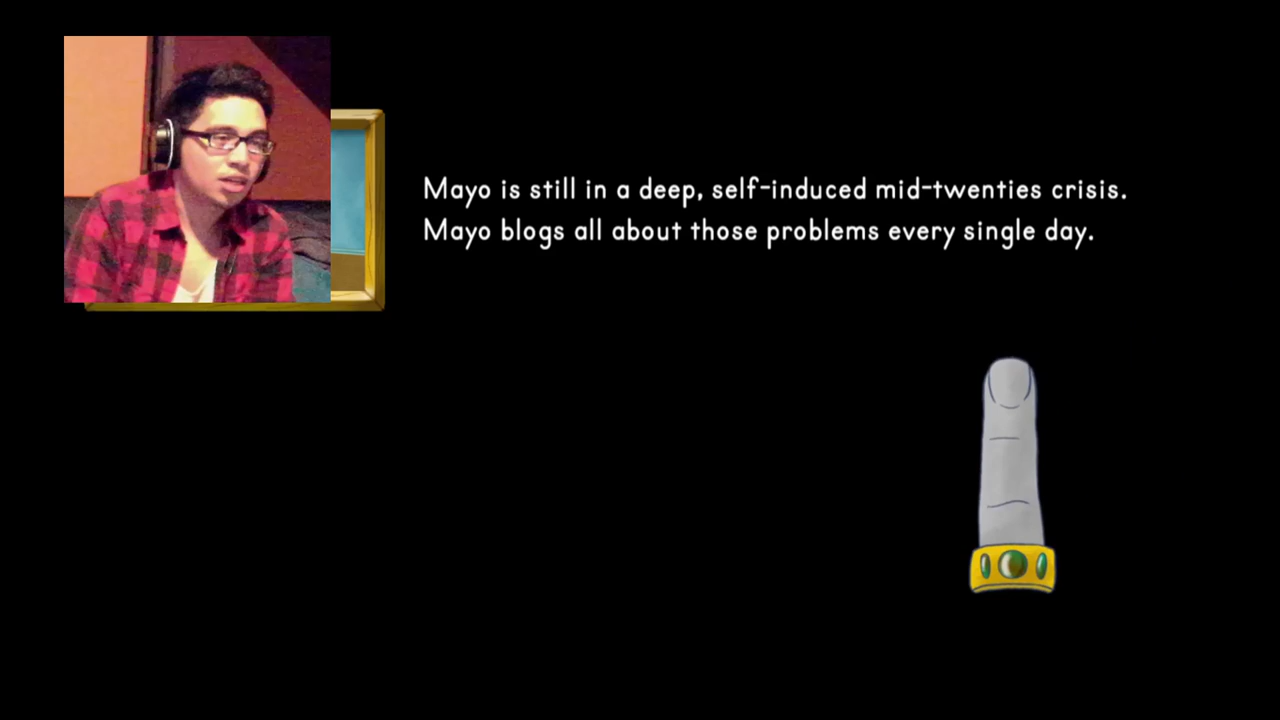 Mayo is still in a deep, self-induced mid-twenties crisis.
Mayo blogs all about those problems every single day.